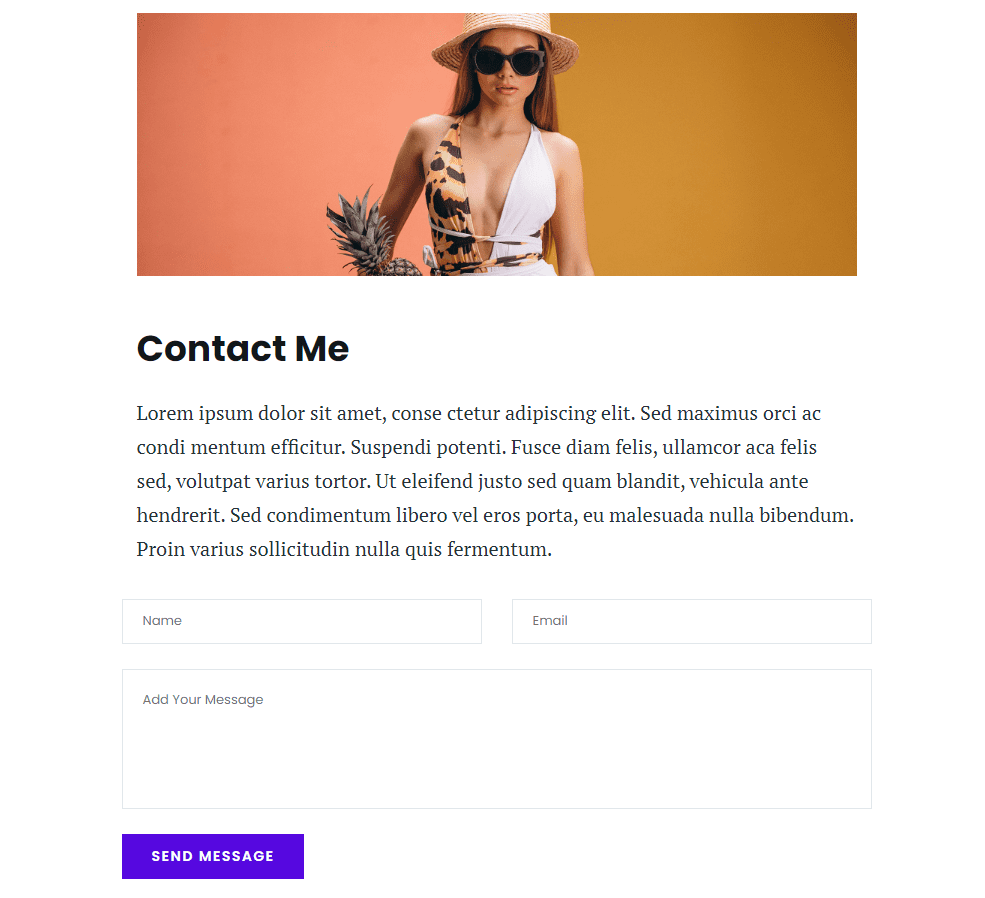 Contact Me
Lorem ipsum dolor sit amet, conse ctetur adipiscing elit. Sed maximus orci ac
condi mentum efficitur. Suspendi potenti. Fusce diam felis, ullamcor aca felis
sed, volutpat varius tortor. Ut eleifend justo sed quam blandit, vehicula ante
hendrerit. Sed condimentum libero vel eros porta, eu malesuada nulla bibendum.
Proin varius sollicitudin nulla quis fermentum.
Name
Email
Add Your Message
SEND MESSAGE